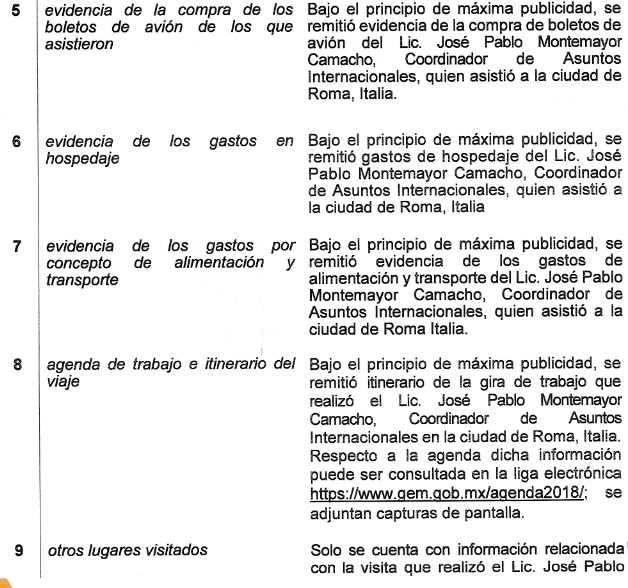 5 evidencia de la compra de los Bajo el principio de máxima publicidad, se
boletos de avión de los que remitió evidencia de la compra de boletos de
asistieron avión del Lic. José Pablo Montemayor
Camacho, Coordinador de Asuntos
Internacionales, quien asistió a la ciudad de
Roma, Italia.
6 evidencia de los gastos en Bajo el principio de máxima publicidad, se
hospedaje remitió gastos de hospedaje del Lic. José
Pablo Montemayor Camacho, Coordinador
de Asuntos Internacionales, quien asistió a
la ciudad de Roma, Italia
7 evidencia de los gastos por Bajo el principio de máxima publicidad, se
concepto de alimentación y remitió evidencia de los gastos de
transporte alimentación y transporte del Lic. José Pablo
Montemayor Camacho, Coordinador de
Asuntos Internacionales, quien asistió a la
ciudad de Roma Italia.
8 agenda de trabajo e itinerario del Bajo el principio de máxima publicidad, se
viaje remitió itinerario de la gira de trabajo que
realizó el Lic. José Pablo Montemayor
Camacho, Coordinador de Asuntos
Internacionales en la ciudad de Roma, Italia.
Respecto a la agenda dicha información
puede ser consultada en la liga electrónica
https://www.gem.gob.mx/agenda2018/; se
adjuntan capturas de pantalla.
9 otros lugares visitados Solo se cuenta con información relacionada
con la visita que realizó el Lic. José Pablo